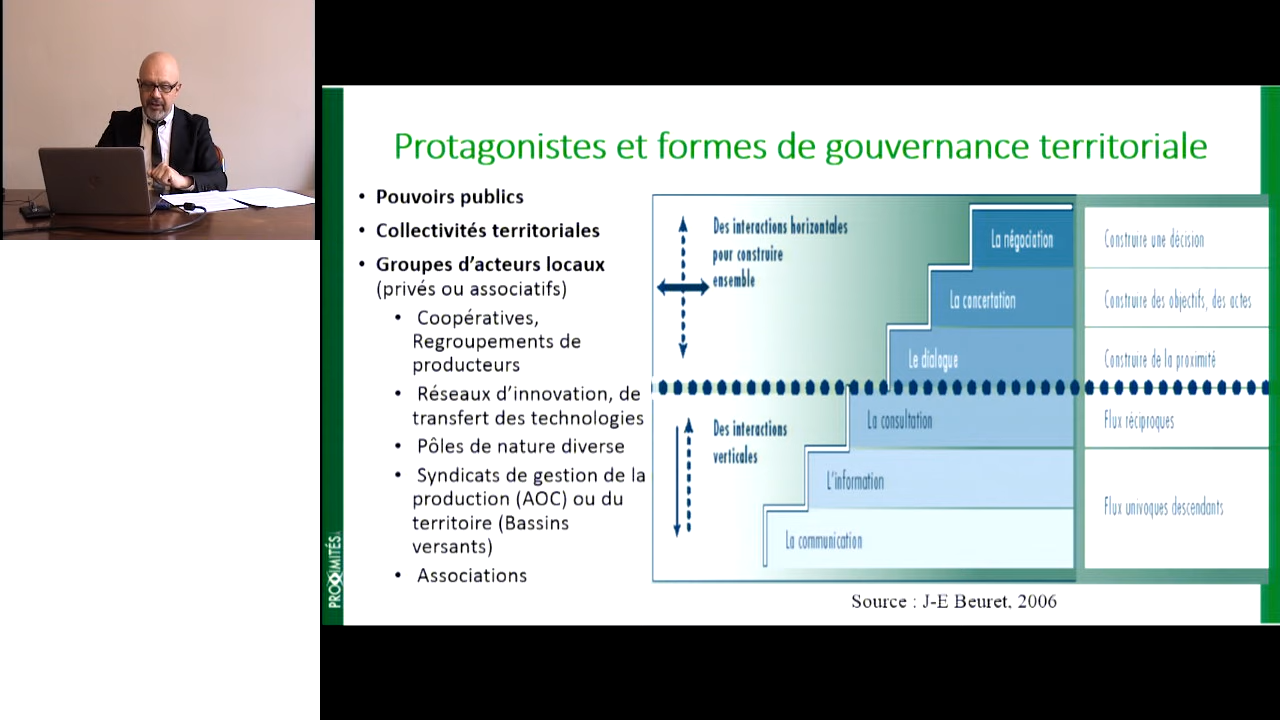 Protagonistes et formes de gouvernance territoriale
• Pouvoirs publics
• Collectivités territoriales
• Groupes d'acteurs locaux
(privés ou associatifs)
• Coopératives,
Regroupements de
producteurs
• Réseaux d'innovation, de
transfert des technologies
• Pôles de nature diverse
• Syndicats de gestion de la
production (AOC) ou du
territoire (Bassins
versants)
• Associations
Des interactions horizontales
pour construire
ensemble
Des interactions
verticales
La négociation
La concertation
Le dialogue
La consultation
L'information
La communication
Construire une décision
Construire des objectifs, des actes
Construire de la proximité
Flux réciproques
Flux univoques descendants
Source : J-E Beuret, 2006
PROXIMITÉS